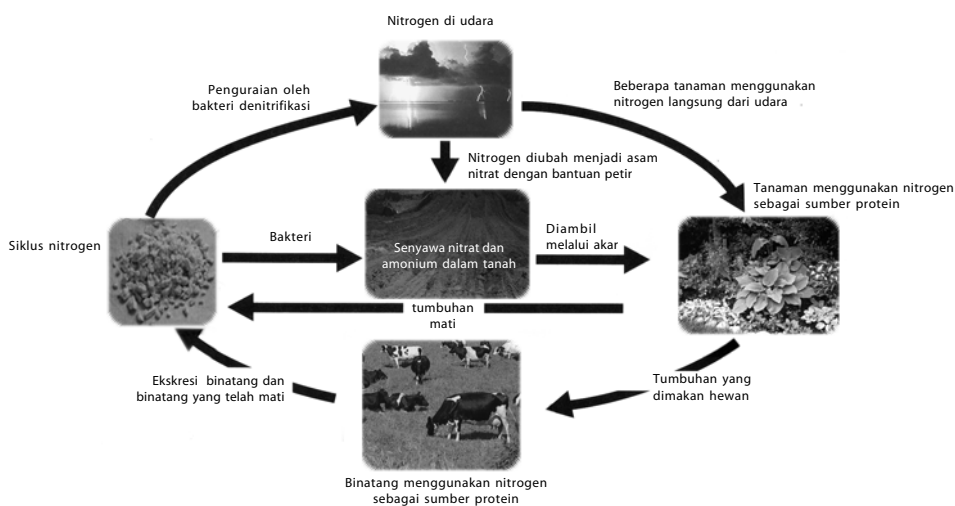 Nitrogen di udara
Penguraian oleh
bakteri denitrifikasi
Beberapa tanaman menggunakan
nitrogen langsung dari udara
Nitrogen diubah menjadi asam
nitrat dengan bantuan petir
Tanaman menggunakan nitrogen
sebagai sumber protein
Siklus nitrogen
Bakteri
Senyawa nitrat dan
amonium dalam tanah
Diambil
melalui akar
tumbuhan
mati
Ekskresi binatang dan
binatang yang telah mati
Tumbuhan yang
dimakan hewan
Binatang menggunakan nitrogen
sebagai sumber protein